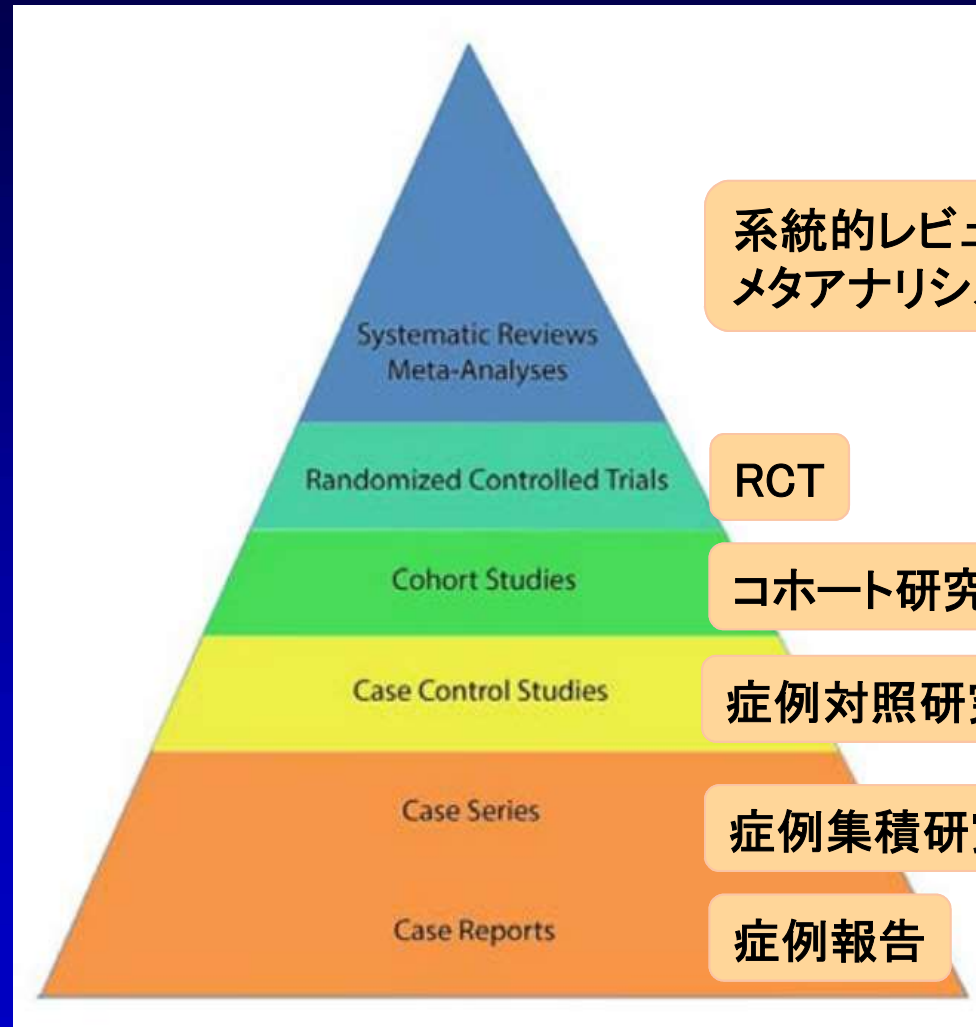 系統的レビュ
メタアナリシ
Systematic Reviews
Meta-Analyses
Randomized Controlled Trials
RCT
Cohort Studies
コホート研究
Case Control Studies
症例対照研
Case Series
症例集積研
Case Reports
症例報告